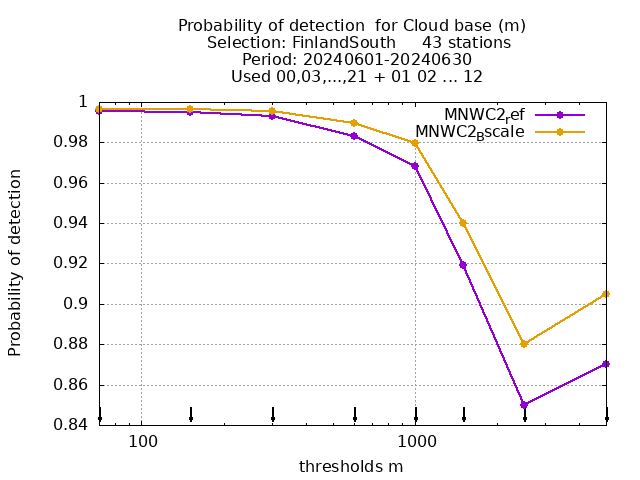 Probability of detection  for Cloud base (m)
Selection: FinlandSouth     43 stations
Period: 20240601-20240630
Used 00,03,...,21 + 01 02 ... 12
MNWC2ref
MNWC2Bscale
1
0.98
0.96
0.94
0.92
0.9
0.88
0.86
0.84
Probability of detection
100
1000
thresholds m